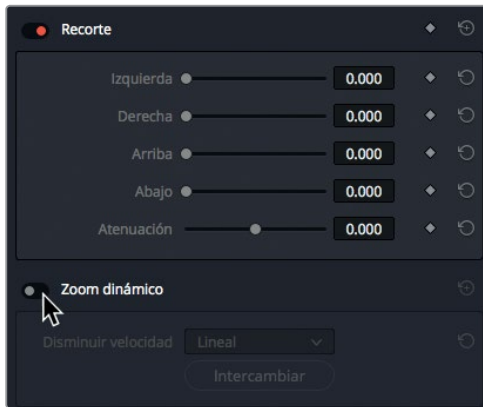 Recorte
Izquierda 0.000
Derecha 0.000
Arriba 0.000
Abajo 0.000
Atenuación 0.000
Zoom dinámico
Disminuir velocidad Lineal
Intercambiar